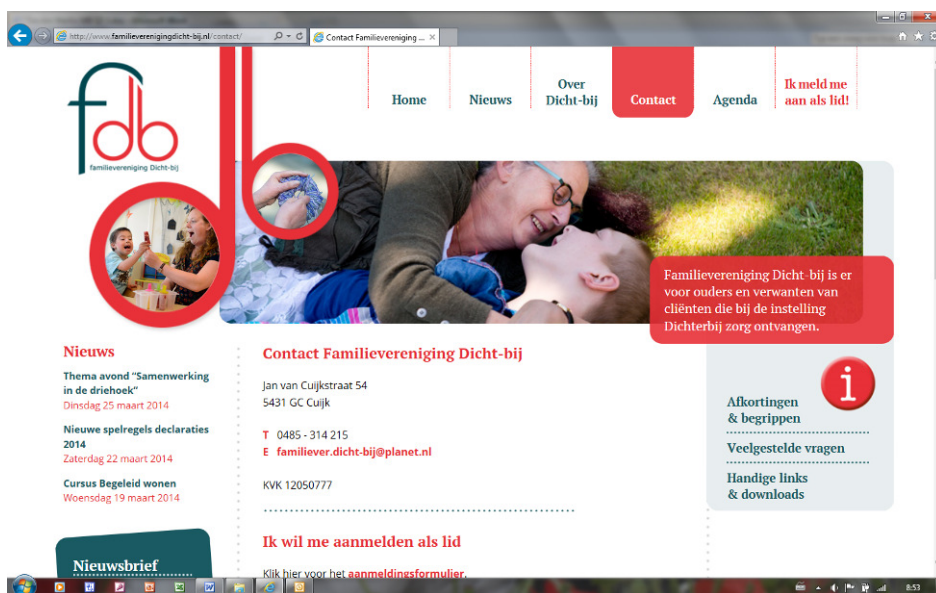 http://www.familieverenigingdicht-bij.nl/contact/
Contact Familievereniging ...
fdb
familievereniging Dicht-bij
Home
Nieuws
Over
Dicht-bij
Contact
Agenda
Ik meld me
aan als lid!
db
Familievereniging Dicht-bij is er
voor ouders en verwanten van
cliënten die bij de instelling
Dichterbij zorg ontvangen.
Nieuws
Thema avond “Samenwerking
in de driehoek”
Dinsdag 25 maart 2014
Nieuwe spelregels declaraties
2014
Zaterdag 22 maart 2014
Cursus Begeleid wonen
Woensdag 19 maart 2014
Nieuwsbrief
Contact Familievereniging Dicht-bij
Jan van Cuijkstraat 54
5431 GC Cuijk
T 0485 - 314 215
E familiever.dicht-bij@planet.nl
KVK 12050777
Ik wil me aanmelden als lid
Klik hier voor het aanmeldingsformulier.
i
Afkortingen
& begrippen
Veelgestelde vragen
Handige links
& downloads
8:53